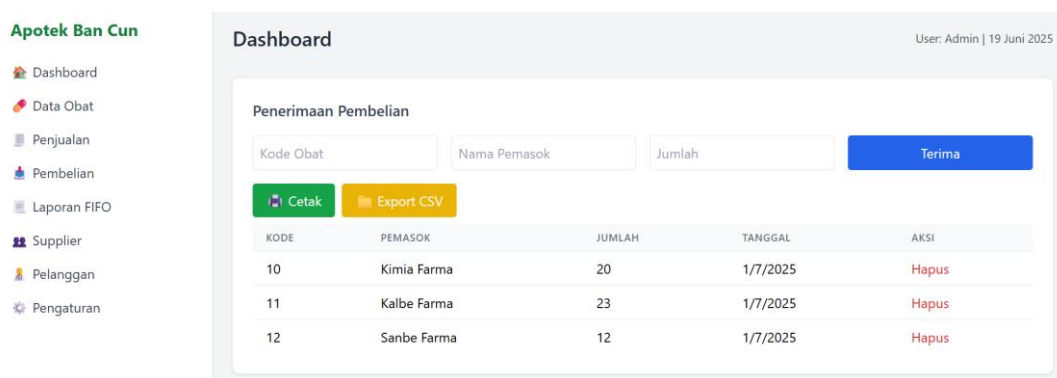 Apotek Ban Cun
Dashboard
Data Obat
Penjualan
Pembelian
Laporan FIFO
Supplier
Pelanggan
Pengaturan
Dashboard
User: Admin | 19 Juni 2025
Penerimaan Pembelian
Kode Obat Nama Pemasok Jumlah Terima
Cetak Export CSV
KODE PEMASOK JUMLAH TANGGAL AKSI
10 Kimia Farma 20 1/7/2025 Hapus
11 Kalbe Farma 23 1/7/2025 Hapus
12 Sanbe Farma 12 1/7/2025 Hapus